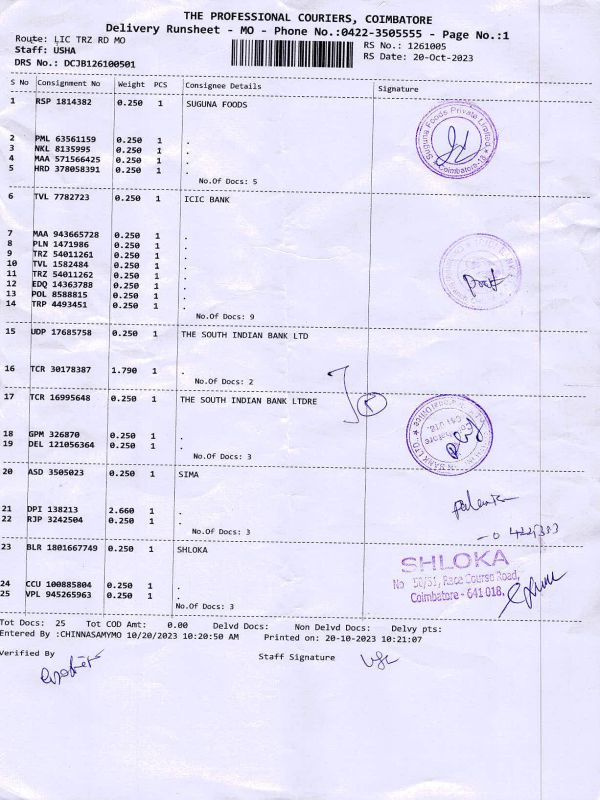 THE PROFESSIONAL COURIERS, COIMBATORE
Delivery Runsheet - MO - Phone No.:0422-3505555 - Page No.:1
Route: LIC TRZ RD MO
Staff: USHA
DRS No.: DCJB126100501
RS No.: 1261005
RS Date: 20-Oct-2023
S No Consignment No Weight PCS Consignee Details Signature
1 RSP 1814382 0.250 1 SUGUNA FOODS
2 PML 63561159 0.250 1 .
3 NKL 8135995 0.250 1 .
4 MAA 571566425 0.250 1 .
5 HRD 378058391 0.250 1 .
No.Of Docs: 5
Suguna Foods Private Limited.
Coimbatore-18
6 TVL 7782723 0.250 1 ICIC BANK
7 MAA 943665728 0.250 1 .
8 PLN 1471986 0.250 1 .
9 TRZ 54011261 0.250 1 .
10 TVL 1582484 0.250 1 .
11 TRZ 54011262 0.250 1 .
12 EDQ 14363788 0.250 1 .
13 POL 8588815 0.250 1 .
14 TRP 4493451 0.250 1 .
No.Of Docs: 9
15 UDP 17685758 0.250 1 THE SOUTH INDIAN BANK LTD
16 TCR 30178387 1.790 1 .
No.Of Docs: 2
17 TCR 16995648 0.250 1 THE SOUTH INDIAN BANK LTDRE
18 GPM 326870 0.250 1 .
19 DEL 121056364 0.250 1 .
No.Of Docs: 3
Coimbatore
641 018.
20 ASD 3505023 0.250 1 SIMA
21 DPI 138213 2.660 1 .
22 RJP 3242504 0.250 1 .
No.Of Docs: 3
23 BLR 1801667749 0.250 1 SHLOKA
24 CCU 100885804 0.250 1 .
25 VPL 945265963 0.250 1 .
No.Of Docs: 3
SHLOKA
No 50/51, Race Course Road,
Coimbatore - 641 018.
Tot Docs: 25 Tot COD Amt: 0.00 Delvd Docs: Non Delvd Docs: Delvy pts:
Entered By :CHINNASAMYMO 10/20/2023 10:20:50 AM Printed on: 20-10-2023 10:21:07
Verified By Staff Signature